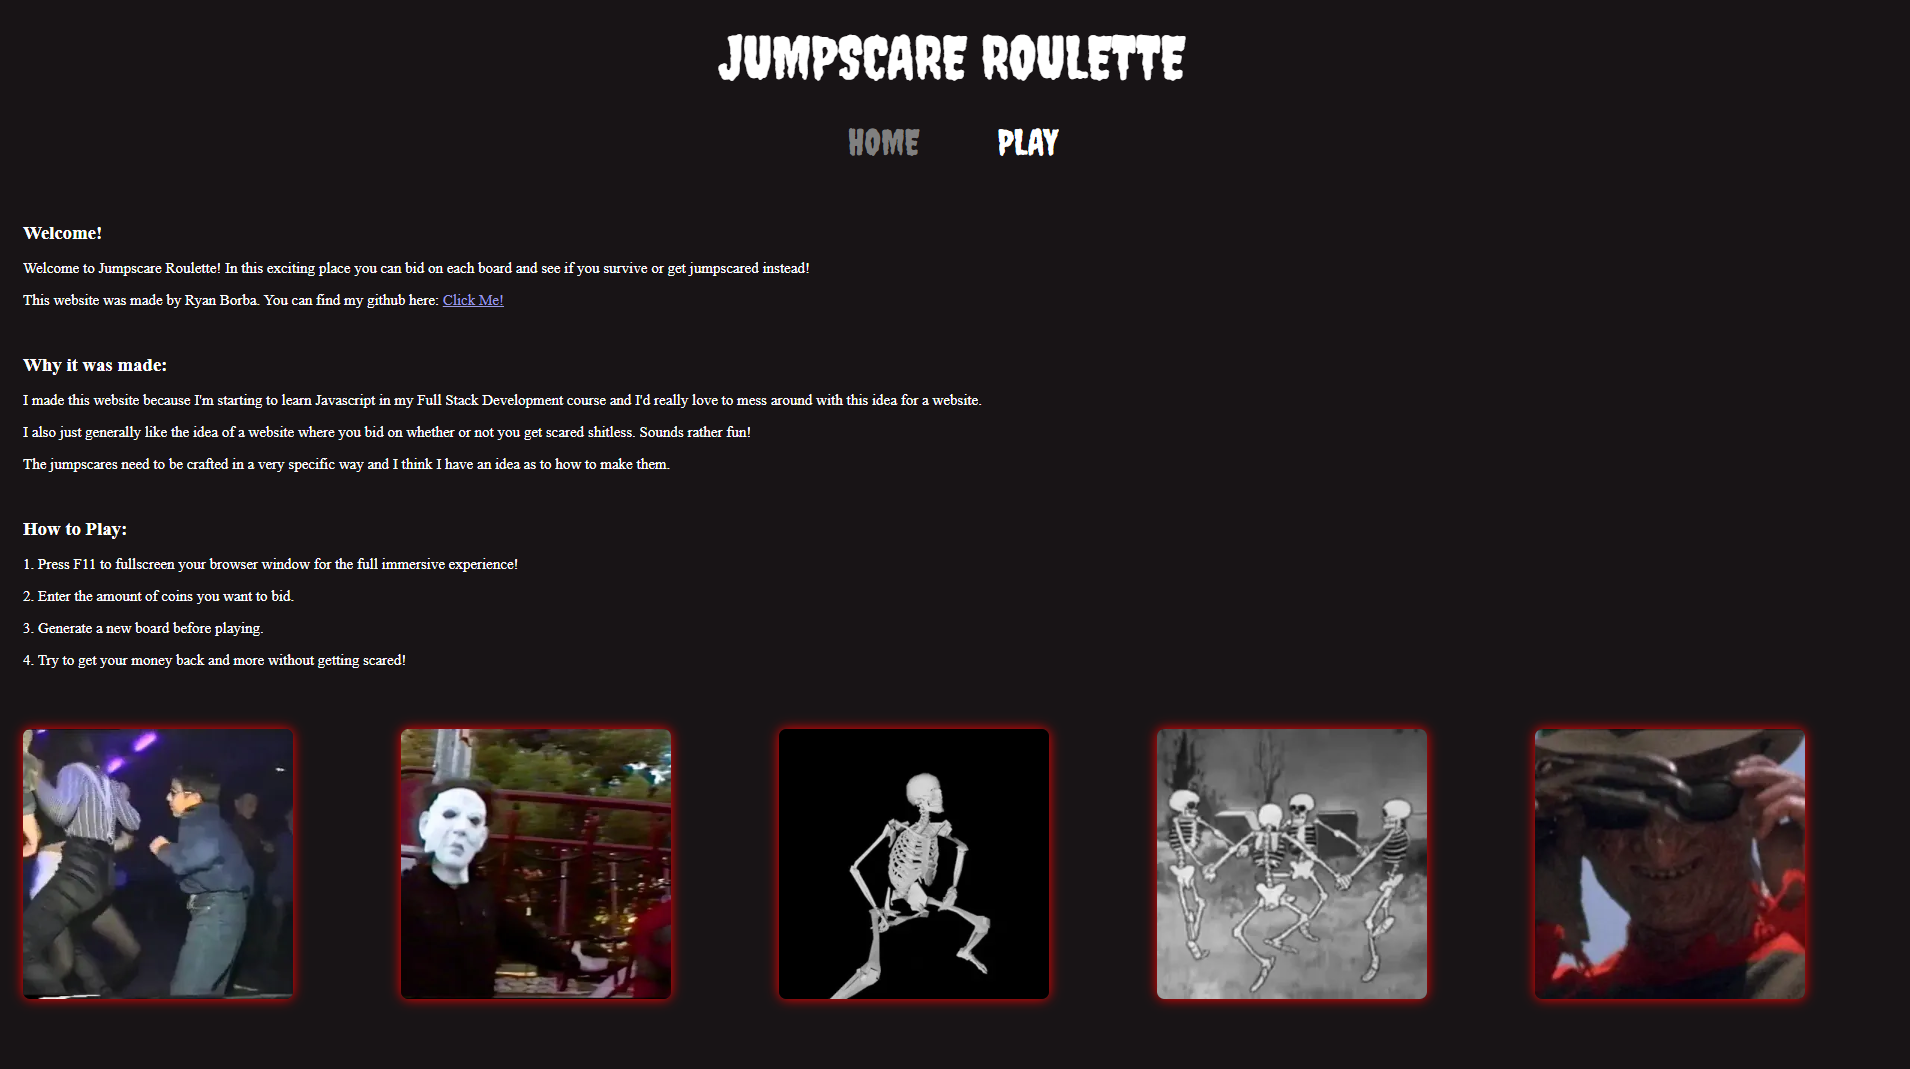 JUMPSCARE ROULETTE
HOME PLAY
Welcome!
Welcome to Jumpscare Roulette! In this exciting place you can bid on each board and see if you survive or get jumpscared instead!
This website was made by Ryan Borba. You can find my github here: Click Me!
Why it was made:
I made this website because I'm starting to learn Javascript in my Full Stack Development course and I'd really love to mess around with this idea for a website.
I also just generally like the idea of a website where you bid on whether or not you get scared shitless. Sounds rather fun!
The jumpscares need to be crafted in a very specific way and I think I have an idea as to how to make them.
How to Play:
1. Press F11 to fullscreen your browser window for the full immersive experience!
2. Enter the amount of coins you want to bid.
3. Generate a new board before playing.
4. Try to get your money back and more without getting scared!